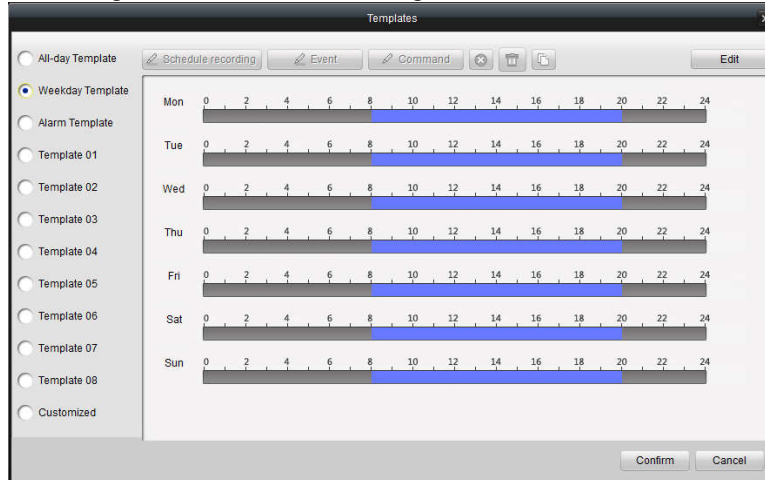 Templates
All-day Template
Schedule recording
Event
Command
Edit
Weekday Template
Mon 0 2 4 6 8 10 12 14 16 18 20 22 24
Alarm Template
Tue 0 2 4 6 8 10 12 14 16 18 20 22 24
Template 01
Template 02
Wed 0 2 4 6 8 10 12 14 16 18 20 22 24
Template 03
Thu 0 2 4 6 8 10 12 14 16 18 20 22 24
Template 04
Template 05
Fri 0 2 4 6 8 10 12 14 16 18 20 22 24
Template 06
Sat 0 2 4 6 8 10 12 14 16 18 20 22 24
Template 07
Template 08
Sun 0 2 4 6 8 10 12 14 16 18 20 22 24
Customized
Confirm
Cancel